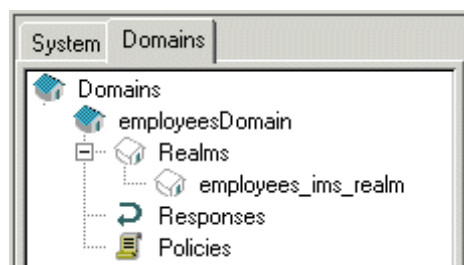 System Domains
Domains
employeesDomain
Realms
employees_ims_realm
Responses
Policies